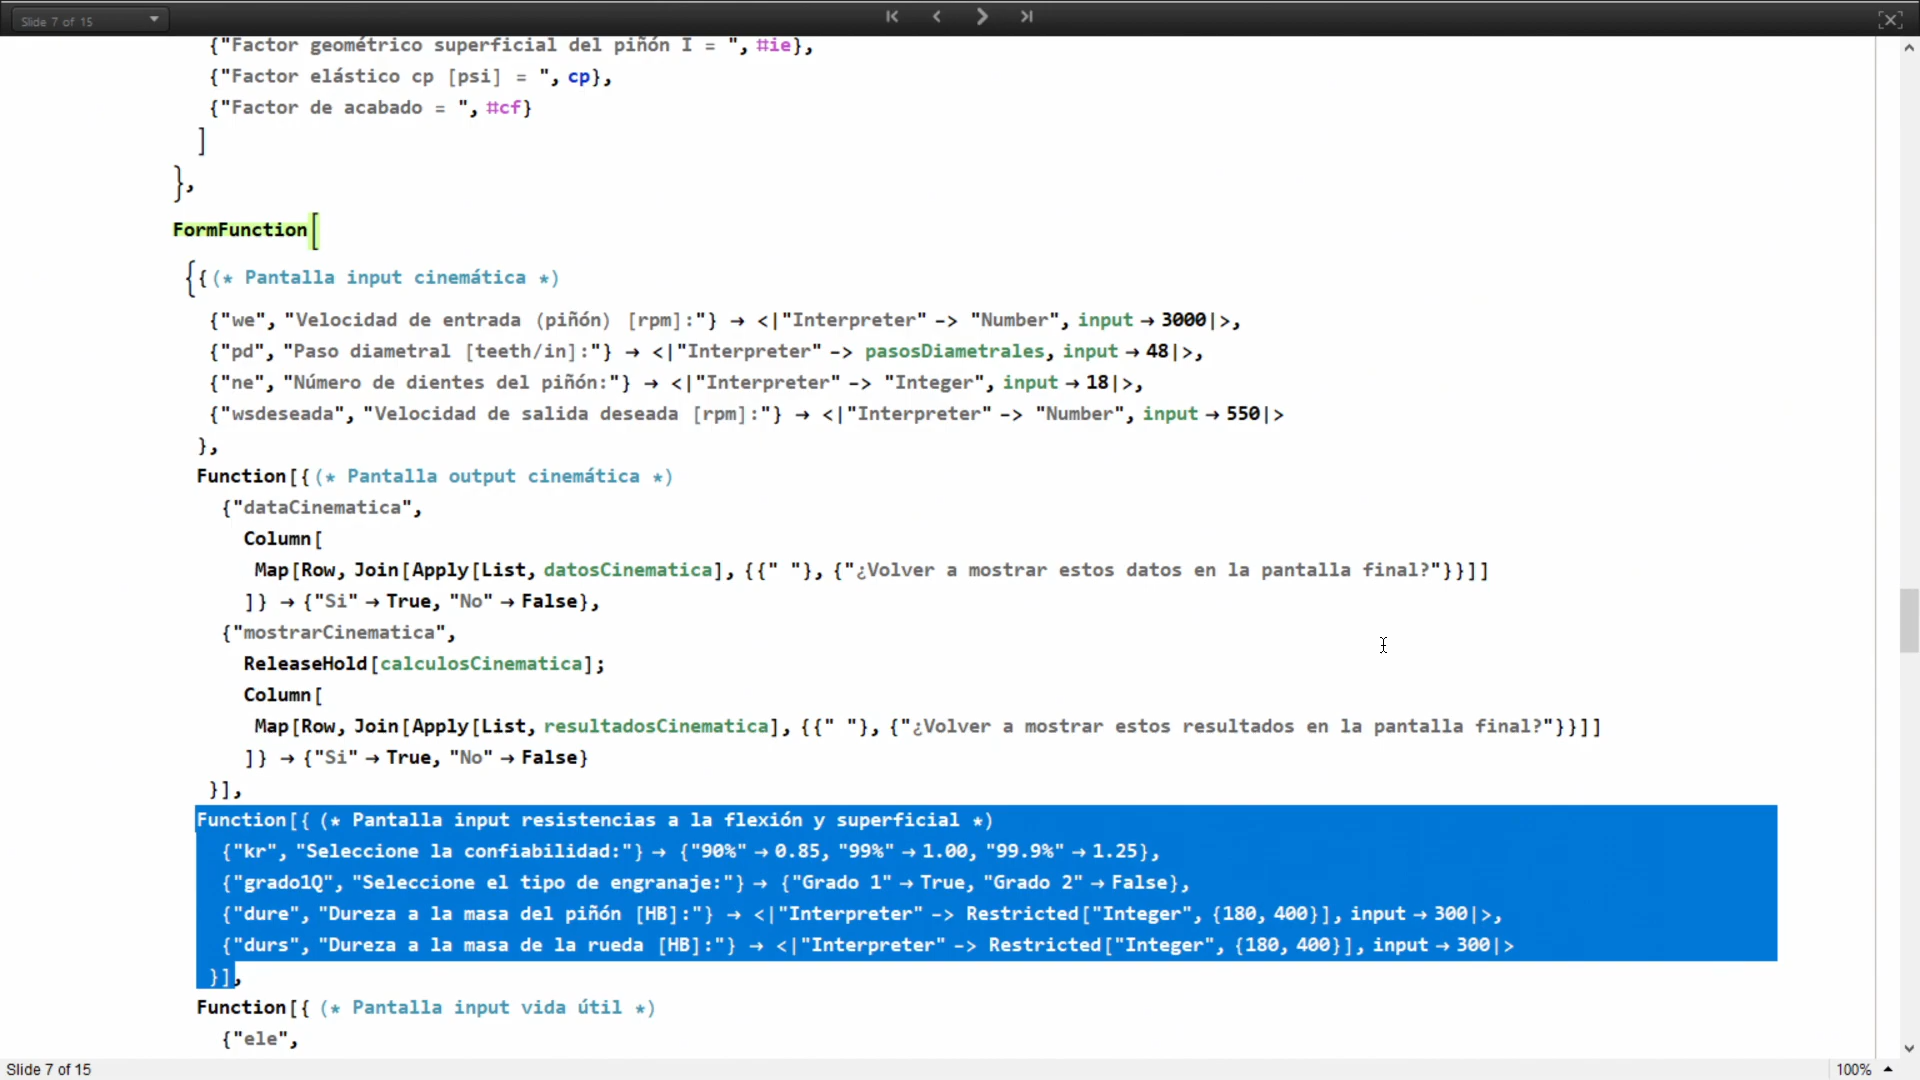 Slide 7 of 15
{"Factor geométrico superficial del piñón I = ", #ie},
{"Factor elástico cp [psi] = ", cp},
{"Factor de acabado = ", #cf}
]
},
FormFunction[
{{(* Pantalla input cinemática *)
{"we", "Velocidad de entrada (piñón) [rpm]:"} → <|"Interpreter" -> "Number", input → 3000|>,
{"pd", "Paso diametral [teeth/in]:"} → <|"Interpreter" -> pasosDiametrales, input → 48|>,
{"ne", "Número de dientes del piñón:"} → <|"Interpreter" -> "Integer", input → 18|>,
{"wsdeseada", "Velocidad de salida deseada [rpm]:"} → <|"Interpreter" -> "Number", input → 550|>
},
Function[{(* Pantalla output cinemática *)
{"dataCinematica",
Column[
Map[Row, Join[Apply[List, datosCinematica], {{" "}, {"¿Volver a mostrar estos datos en la pantalla final?"}}]]
]} → {"Si" → True, "No" → False},
{"mostrarCinematica",
ReleaseHold[calculosCinematica];
Column[
Map[Row, Join[Apply[List, resultadosCinematica], {{" "}, {"¿Volver a mostrar estos resultados en la pantalla final?"}}]]
]} → {"Si" → True, "No" → False}
}],
Function[{ (* Pantalla input resistencias a la flexión y superficial *)
{"kr", "Seleccione la confiabilidad:"} → {"90%" → 0.85, "99%" → 1.00, "99.9%" → 1.25},
{"grado1Q", "Seleccione el tipo de engranaje:"} → {"Grado 1" → True, "Grado 2" → False},
{"dure", "Dureza a la masa del piñón [HB]:"} → <|"Interpreter" -> Restricted["Integer", {180, 400}], input → 300|>,
{"durs", "Dureza a la masa de la rueda [HB]:"} → <|"Interpreter" -> Restricted["Integer", {180, 400}], input → 300|>
}],
Function[{ (* Pantalla input vida útil *)
{"ele",
Slide 7 of 15
100%